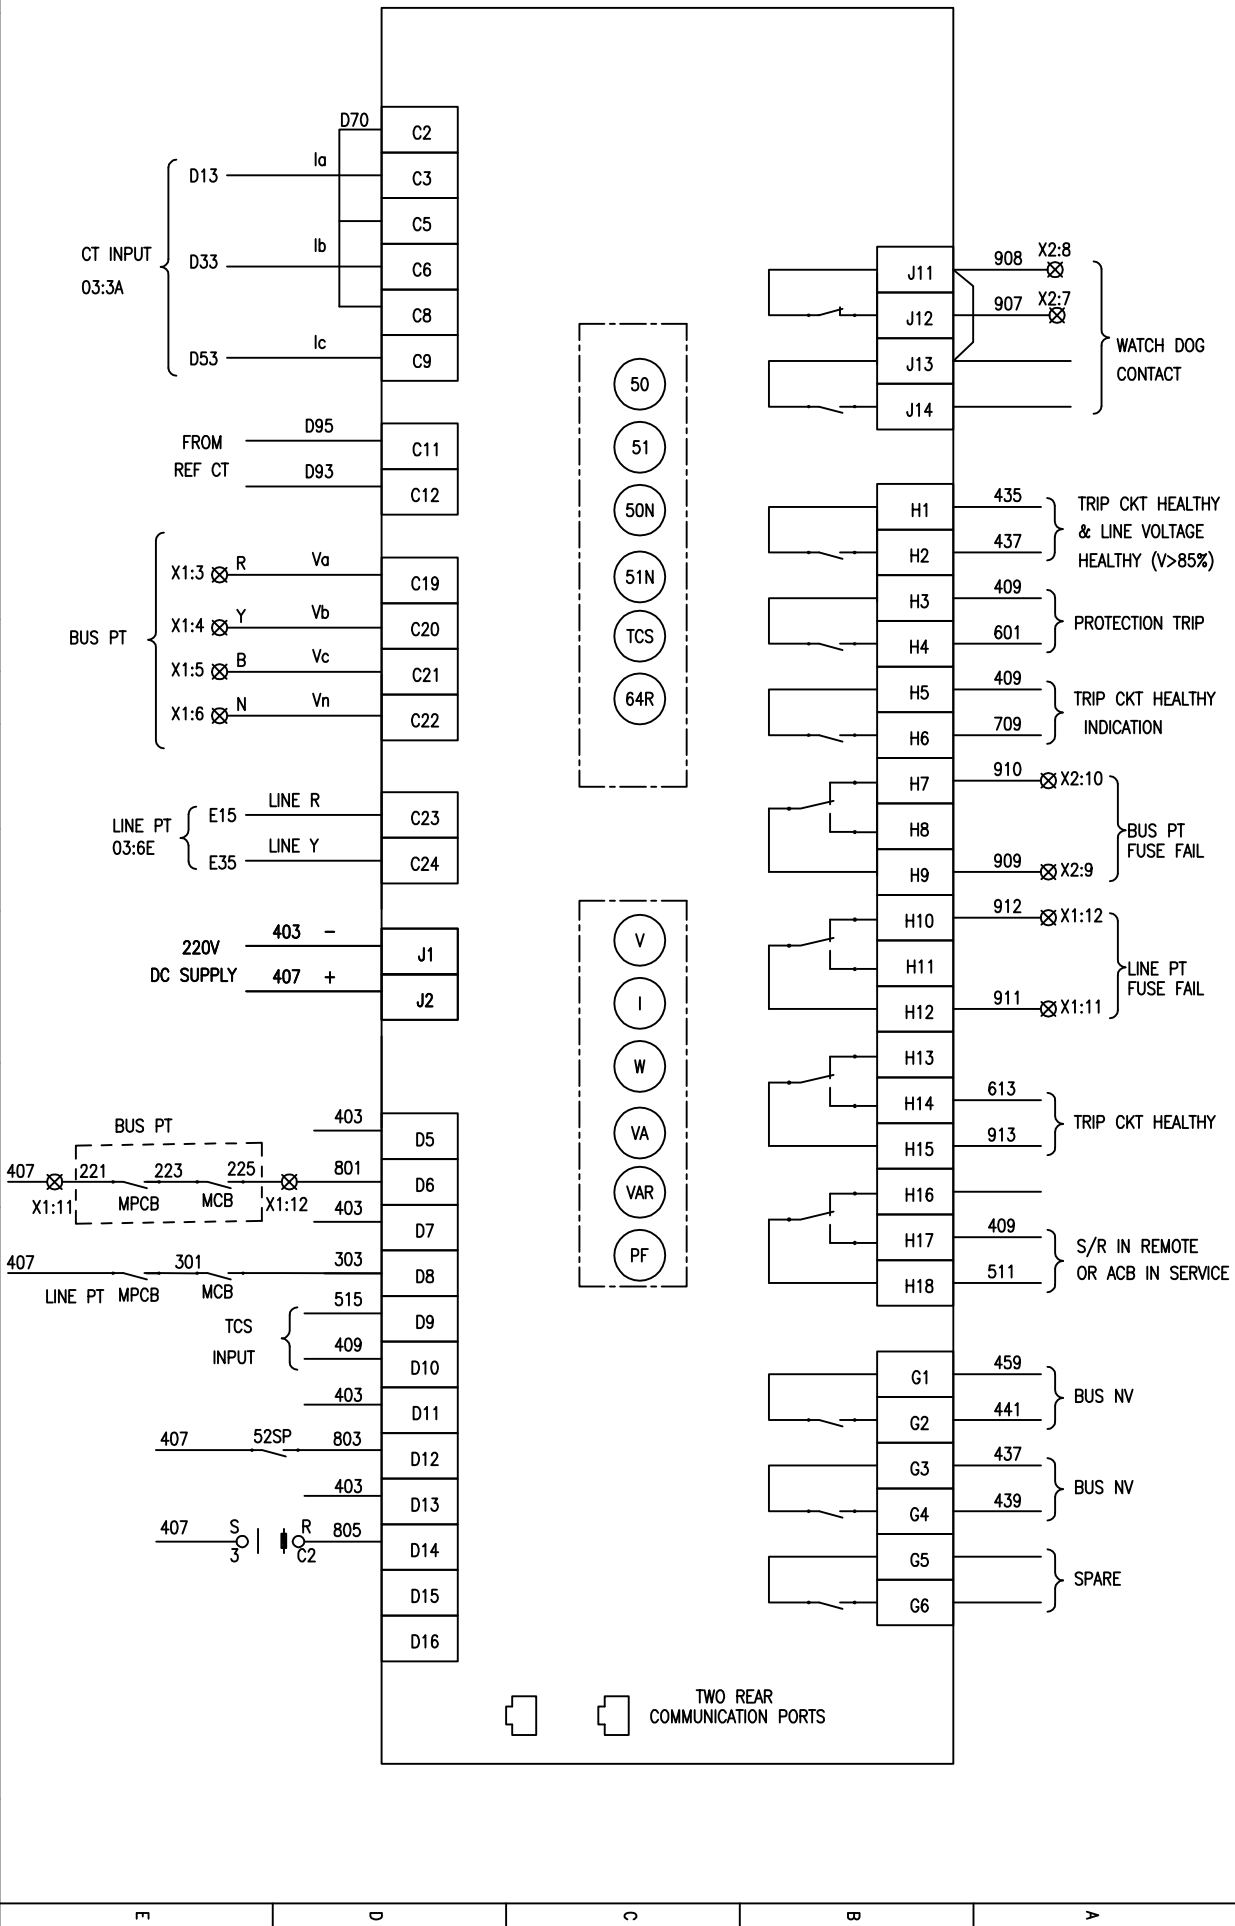 D70
C2
Ia
D13
C3
C5
Ib
CT INPUT
D33
C6
03:3A
C8
Ic
D53
C9
D95
FROM
C11
REF CT
D93
C12
X1:3
R
Va
C19
X1:4
Y
Vb
C20
BUS PT
X1:5
B
Vc
C21
X1:6
N
Vn
C22
LINE R
E15
C23
LINE PT
03:6E
LINE Y
E35
C24
403 -
220V
J1
DC SUPPLY
407 +
J2
BUS PT
403
D5
407
221
223
225
801
D6
X1:11
MPCB
MCB
X1:12
403
D7
407
301
303
D8
LINE PT
MPCB
MCB
515
D9
TCS
INPUT
409
D10
403
D11
407
52SP
803
D12
403
D13
407
S
3
R
C2
805
D14
D15
D16
50
51
50N
51N
TCS
64R
V
I
W
VA
VAR
PF
J11
908
X2:8
J12
907
X2:7
J13
J14
WATCH DOG
CONTACT
H1
435
H2
437
TRIP CKT HEALTHY
& LINE VOLTAGE
HEALTHY (V>85%)
H3
409
H4
601
PROTECTION TRIP
H5
409
H6
709
TRIP CKT HEALTHY
INDICATION
H7
910
X2:10
H8
BUS PT
FUSE FAIL
H9
909
X2:9
H10
912
X1:12
H11
LINE PT
FUSE FAIL
H12
911
X1:11
H13
H14
613
H15
913
TRIP CKT HEALTHY
H16
H17
409
H18
511
S/R IN REMOTE
OR ACB IN SERVICE
G1
459
G2
441
BUS NV
G3
437
G4
439
BUS NV
G5
G6
SPARE
TWO REAR
COMMUNICATION PORTS
E
D
C
B
A